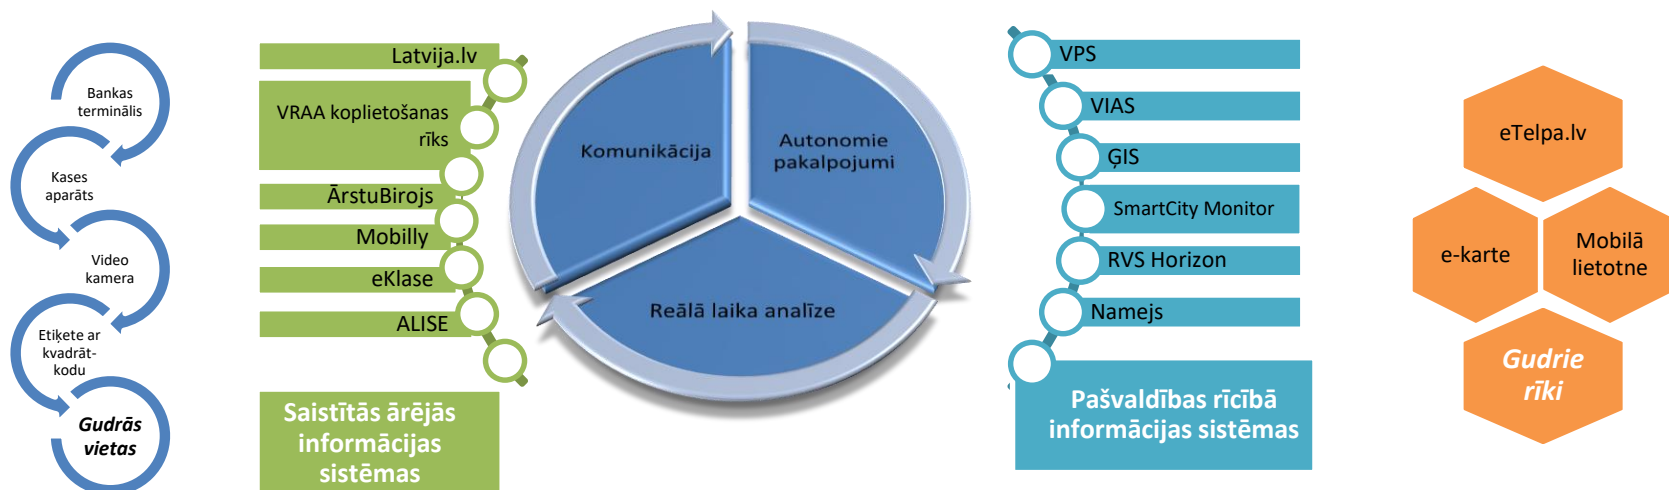 Bankas
terminālis
Kases
aparāts
Video
kamera
Etiķete ar
kvadrāt-
kodu
Gudrās
vietas
Latvija.lv
VRAA koplietošanas
rīks
ĀrstuBirojs
Mobilly
eKlase
ALISE
Saistītās ārējās
informācijas
sistēmas
Komunikācija
Autonomie
pakalpojumi
Reālā laika analīze
VPS
VIAS
ĢIS
SmartCity Monitor
RVS Horizon
Namejs
Pašvaldības rīcībā
informācijas sistēmas
eTelpa.lv
e-karte
Mobilā
lietotne
Gudrie
rīki